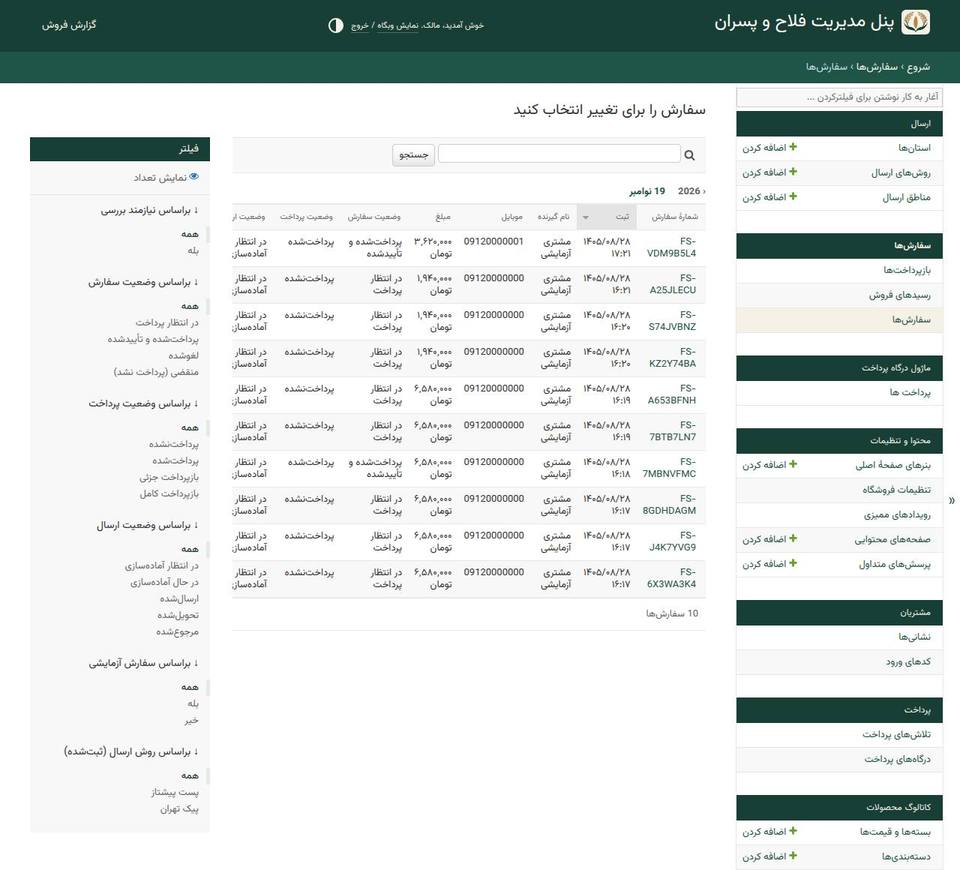 پنل مدیریت فلاح و پسران
خوش آمدید، مالک. نمایش وبگاه / خروج
گزارش فروش
شروع › سفارش‌ها › سفارش‌ها
آغار به کار نوشتن برای فیلترکردن ...
ارسال
استان‌ها اضافه کردن
روش‌های ارسال اضافه کردن
مناطق ارسال اضافه کردن
سفارش‌ها
بازپرداخت‌ها
رسیدهای فروش
سفارش‌ها
ماژول درگاه پرداخت
پرداخت ها
محتوا و تنظیمات
بنرهای صفحهٔ اصلی اضافه کردن
تنظیمات فروشگاه
رویدادهای ممیزی
صفحه‌های محتوایی اضافه کردن
پرسش‌های متداول اضافه کردن
مشتریان
نشانی‌ها
کدهای ورود
پرداخت
تلاش‌های پرداخت
درگاه‌های پرداخت
کاتالوگ محصولات
بسته‌ها و قیمت‌ها اضافه کردن
دسته‌بندی‌ها اضافه کردن
»
سفارش را برای تغییر انتخاب کنید
جستجو
‹ 2026 19 نوامبر
شمارهٔ سفارش ثبت نام گیرنده موبایل مبلغ وضعیت سفارش وضعیت پرداخت وضعیت ار
FS-VDM9B5L4 ۱۴۰۵/۰۸/۲۸ ۱۷:۲۱ مشتری آزمایشی 09120000001 ۳,۶۲۰,۰۰۰ تومان پرداخت‌شده و تأییدشده پرداخت‌شده در انتظار آماده‌سازی
FS-A25JLECU ۱۴۰۵/۰۸/۲۸ ۱۶:۲۱ مشتری آزمایشی 09120000000 ۱,۹۴۰,۰۰۰ تومان در انتظار پرداخت پرداخت‌نشده در انتظار آماده‌سازی
FS-S74JVBNZ ۱۴۰۵/۰۸/۲۸ ۱۶:۲۰ مشتری آزمایشی 09120000000 ۱,۹۴۰,۰۰۰ تومان در انتظار پرداخت پرداخت‌نشده در انتظار آماده‌سازی
FS-KZ2Y74BA ۱۴۰۵/۰۸/۲۸ ۱۶:۲۰ مشتری آزمایشی 09120000000 ۱,۹۴۰,۰۰۰ تومان در انتظار پرداخت پرداخت‌نشده در انتظار آماده‌سازی
FS-A653BFNH ۱۴۰۵/۰۸/۲۸ ۱۶:۱۹ مشتری آزمایشی 09120000000 ۶,۵۸۰,۰۰۰ تومان در انتظار پرداخت پرداخت‌نشده در انتظار آماده‌سازی
FS-7BTB7LN7 ۱۴۰۵/۰۸/۲۸ ۱۶:۱۹ مشتری آزمایشی 09120000000 ۶,۵۸۰,۰۰۰ تومان در انتظار پرداخت پرداخت‌نشده در انتظار آماده‌سازی
FS-7MBNVFMC ۱۴۰۵/۰۸/۲۸ ۱۶:۱۸ مشتری آزمایشی 09120000000 ۶,۵۸۰,۰۰۰ تومان پرداخت‌شده و تأییدشده پرداخت‌نشده در انتظار آماده‌سازی
FS-8GDHDAGM ۱۴۰۵/۰۸/۲۸ ۱۶:۱۷ مشتری آزمایشی 09120000000 ۶,۵۸۰,۰۰۰ تومان در انتظار پرداخت پرداخت‌نشده در انتظار آماده‌سازی
FS-J4K7YVG9 ۱۴۰۵/۰۸/۲۸ ۱۶:۱۷ مشتری آزمایشی 09120000000 ۶,۵۸۰,۰۰۰ تومان در انتظار پرداخت پرداخت‌نشده در انتظار آماده‌سازی
FS-6X3WA3K4 ۱۴۰۵/۰۸/۲۸ ۱۶:۱۷ مشتری آزمایشی 09120000000 ۶,۵۸۰,۰۰۰ تومان در انتظار پرداخت پرداخت‌نشده در انتظار آماده‌سازی
10 سفارش‌ها
فیلتر
نمایش تعداد
↓ براساس نیازمند بررسی
همه
بله
↓ براساس وضعیت سفارش
همه
در انتظار پرداخت
پرداخت‌شده و تأییدشده
لغوشده
منقضی (پرداخت نشد)
↓ براساس وضعیت پرداخت
همه
پرداخت‌نشده
پرداخت‌شده
بازپرداخت جزئی
بازپرداخت کامل
↓ براساس وضعیت ارسال
همه
در انتظار آماده‌سازی
در حال آماده‌سازی
ارسال‌شده
تحویل‌شده
مرجوع‌شده
↓ براساس سفارش آزمایشی
همه
بله
خیر
↓ براساس روش ارسال (ثبت‌شده)
همه
پست پیشتاز
پیک تهران